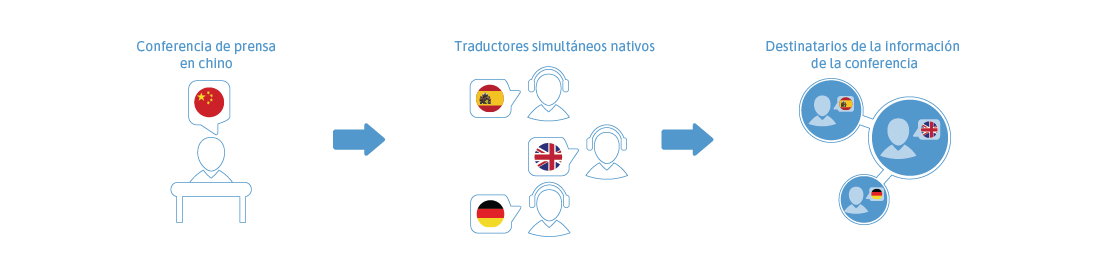 Conferencia de prensa
en chino
Traductores simultáneos nativos
Destinatarios de la información
de la conferencia